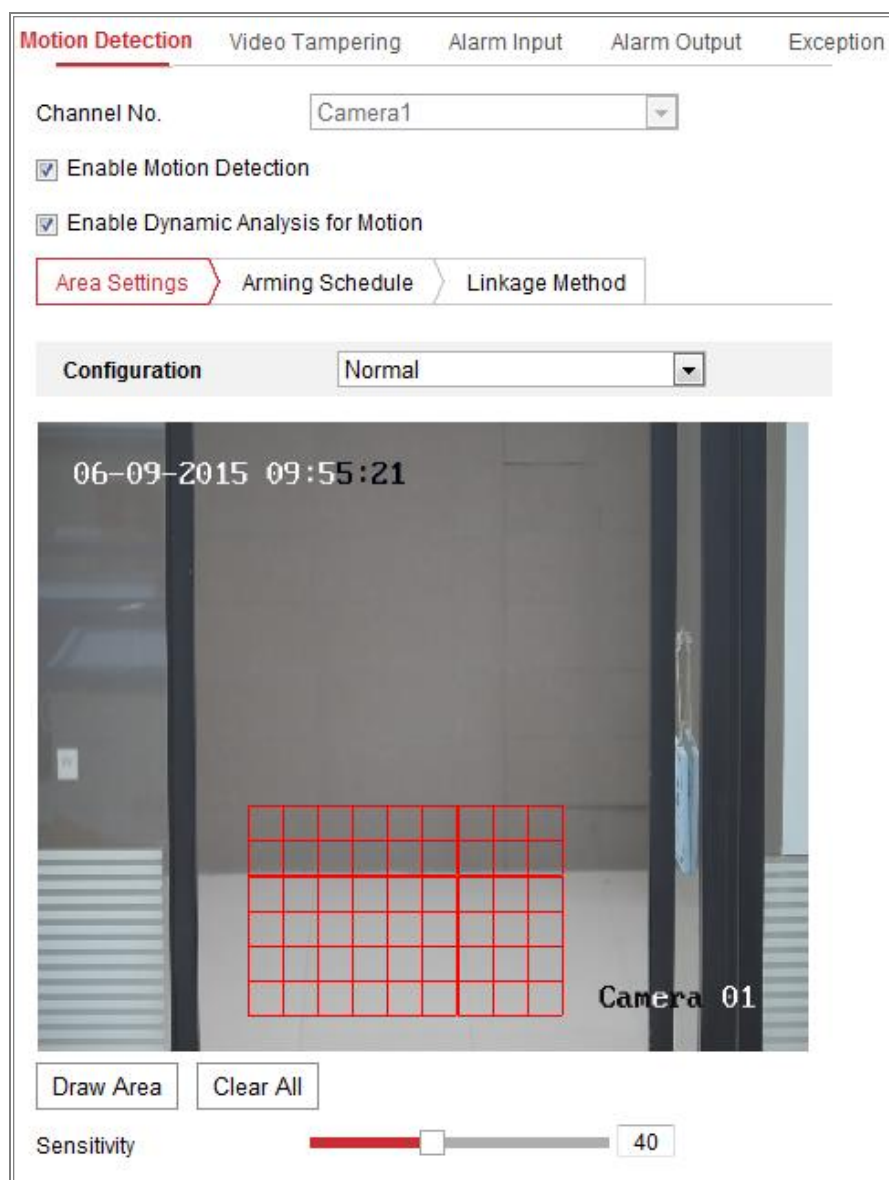 Motion Detection Video Tampering Alarm Input Alarm Output Exception
Channel No. Camera1
Enable Motion Detection
Enable Dynamic Analysis for Motion
Area Settings Arming Schedule Linkage Method
Configuration Normal
06-09-2015 09:55:21
Camera 01
Draw Area Clear All
Sensitivity 40